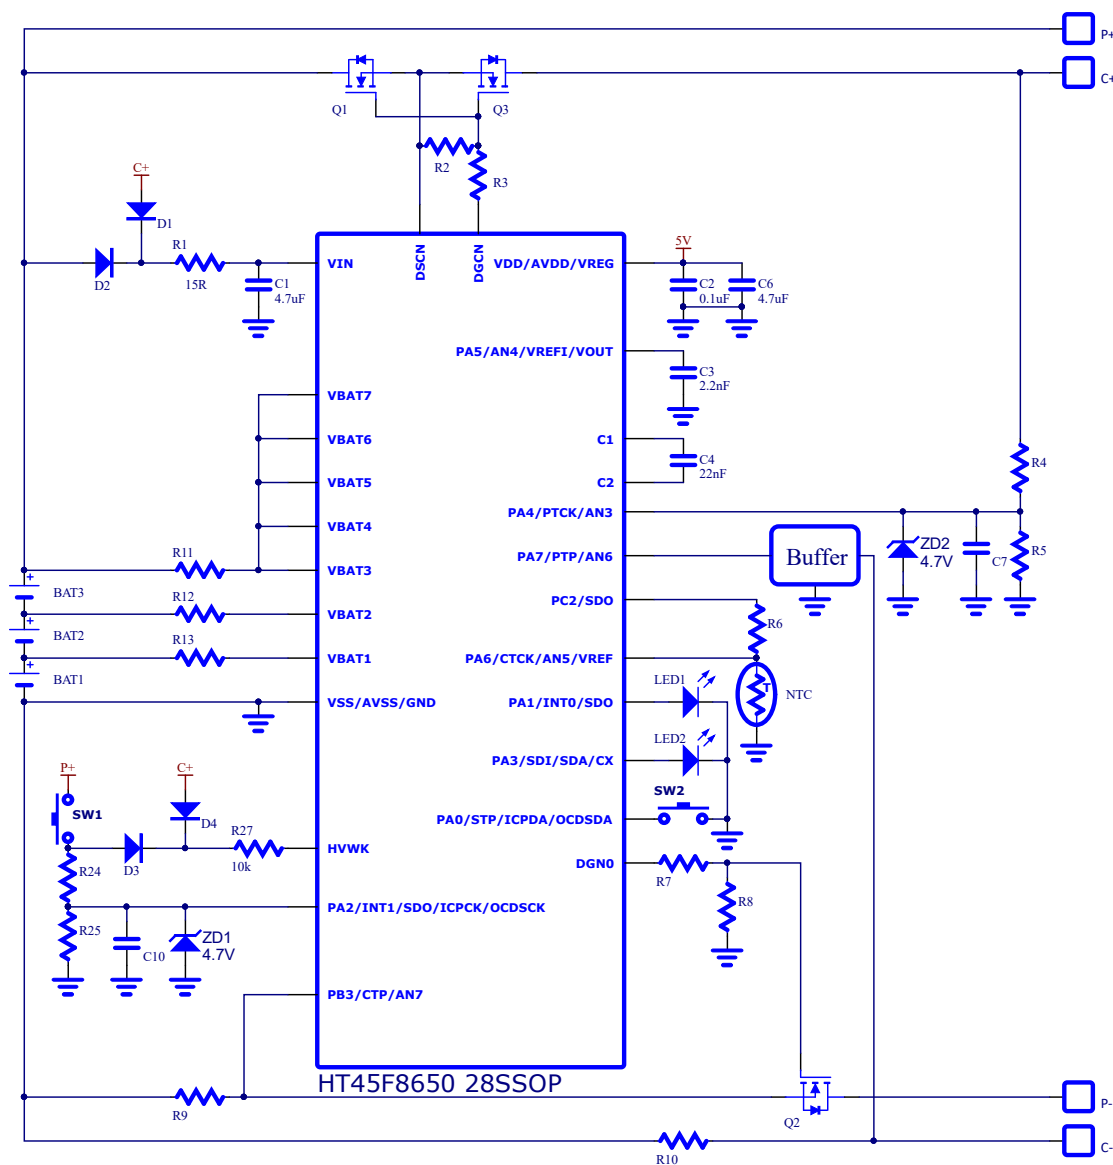 P+
C+
Q1
Q3
R2
R3
C+
D1
D2
R1
15R
C1
4.7uF
VIN
DSCN
DGCN
VDD/AVDD/VREG
5V
C2
0.1uF
C6
4.7uF
PA5/AN4/VREFI/VOUT
C3
2.2nF
VBAT7
VBAT6
C1
C4
22nF
VBAT5
C2
R4
VBAT4
PA4/PTCK/AN3
ZD2
4.7V
C7
R5
R11
VBAT3
PA7/PTP/AN6
Buffer
+
BAT3
R12
VBAT2
PC2/SDO
R6
+
BAT2
R13
VBAT1
PA6/CTCK/AN5/VREF
+
BAT1
LED1
T
NTC
VSS/AVSS/GND
PA1/INT0/SDO
LED2
PA3/SDI/SDA/CX
P+
C+
SW1
D4
SW2
PA0/STP/ICPDA/OCDSDA
R27
10k
D3
HVWK
DGN0
R7
R24
R8
PA2/INT1/SDO/ICPCK/OCDSCK
R25
C10
ZD1
4.7V
PB3/CTP/AN7
HT45F8650 28SSOP
R9
Q2
P-
R10
C-